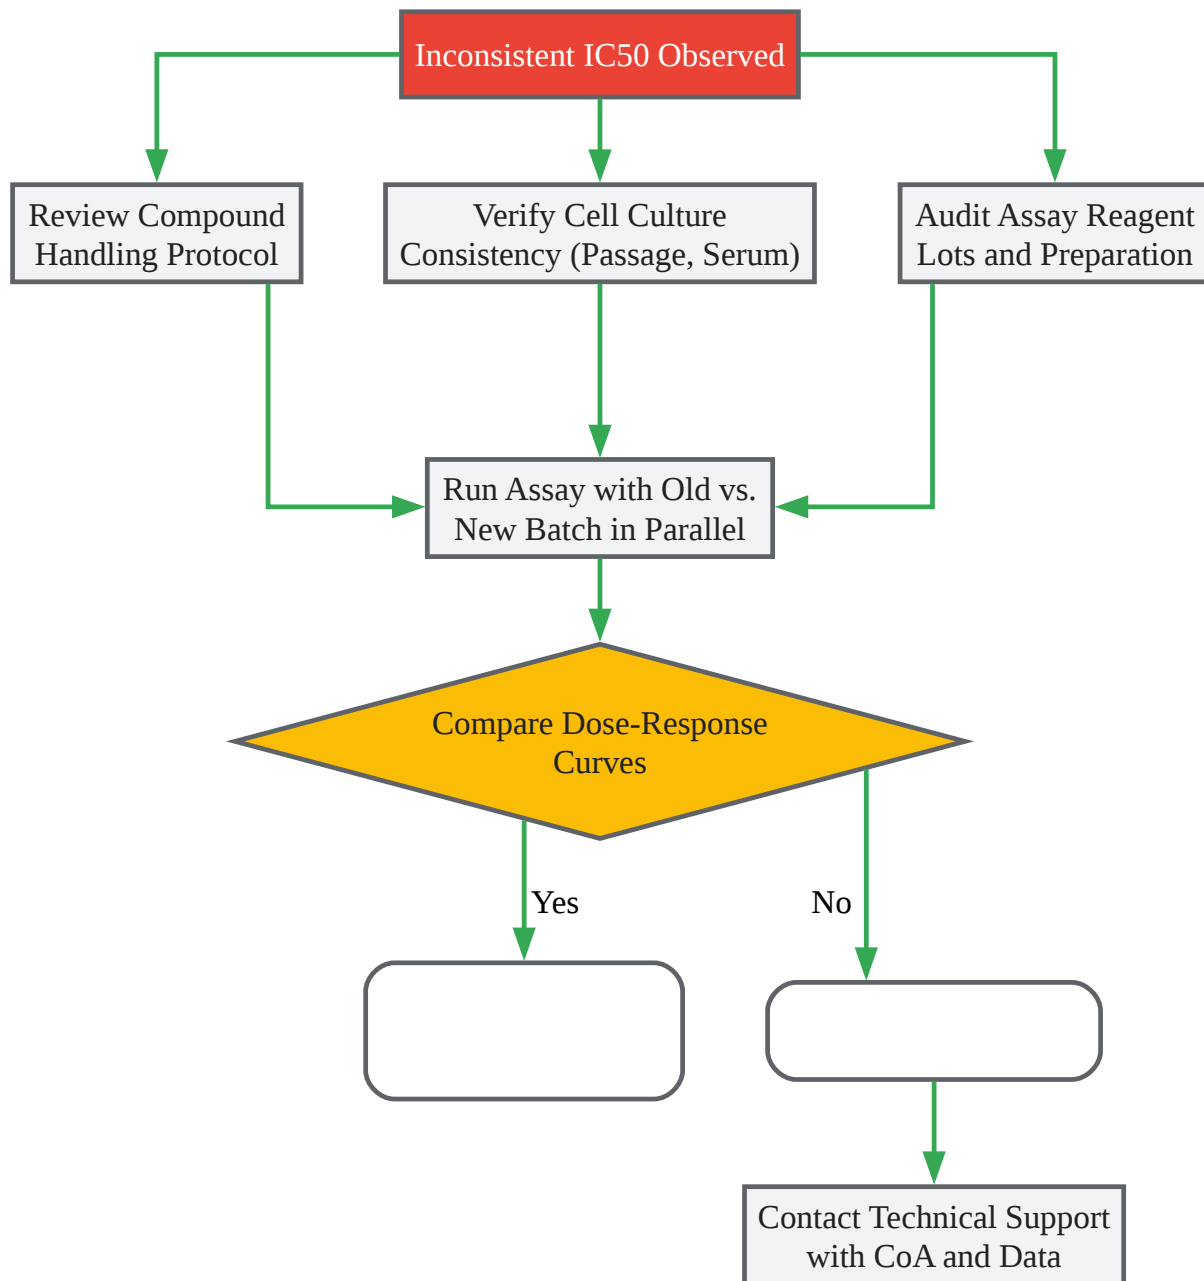 Inconsistent IC50 Observed
Review Compound
Handling Protocol
Verify Cell Culture
Consistency (Passage, Serum)
Audit Assay Reagent
Lots and Preparation
Run Assay with Old vs.
New Batch in Parallel
Compare Dose-Response
Curves
Yes
No
Contact Technical Support
with CoA and Data